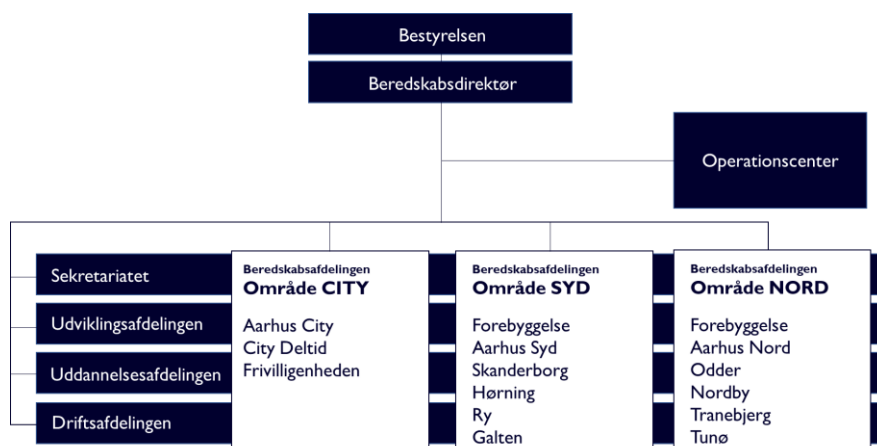 Bestyrelsen
Beredskabsdirektør
Operationscenter
Sekretariatet
Udviklingsafdelingen
Uddannelsesafdelingen
Driftsafdelingen
Beredskabsafdelingen
Område CITY
Aarhus City
City Deltid
Frivilligenheden
Beredskabsafdelingen
Område SYD
Forebyggelse
Aarhus Syd
Skanderborg
Hørning
Ry
Galten
Beredskabsafdelingen
Område NORD
Forebyggelse
Aarhus Nord
Odder
Nordby
Tranebjerg
Tunø